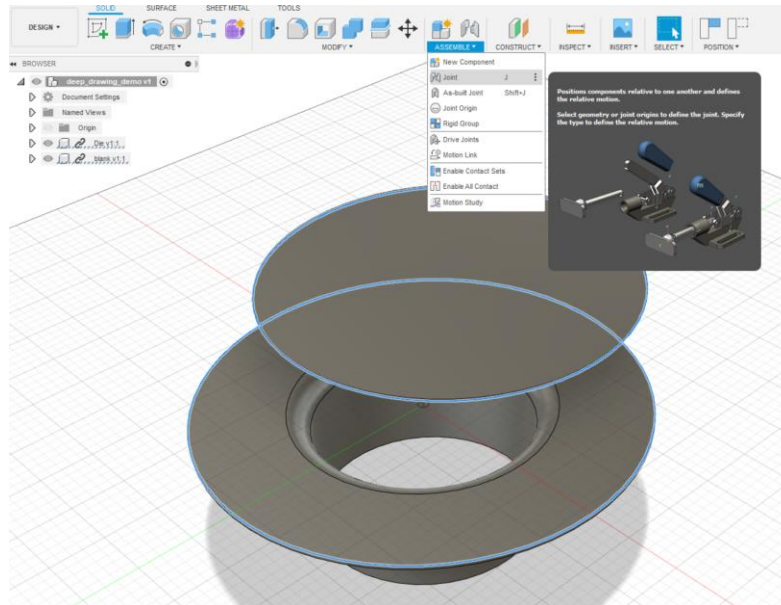 SOLID SURFACE SHEET METAL TOOLS
DESIGN
CREATE MODIFY ASSEMBLE CONSTRUCT INSPECT INSERT SELECT POSITION
BROWSER
deep_drawing_demo v1
Document Settings
Named Views
Origin
Die v1:1
blank v1:1
New Component
Joint J
As-built Joint Shift+J
Joint Origin
Rigid Group
Drive Joints
Motion Link
Enable Contact Sets
Enable All Contact
Motion Study
Positions components relative to one another and defines
the relative motion.
Select geometry or joint origins to define the joint. Specify
the type to define the relative motion.